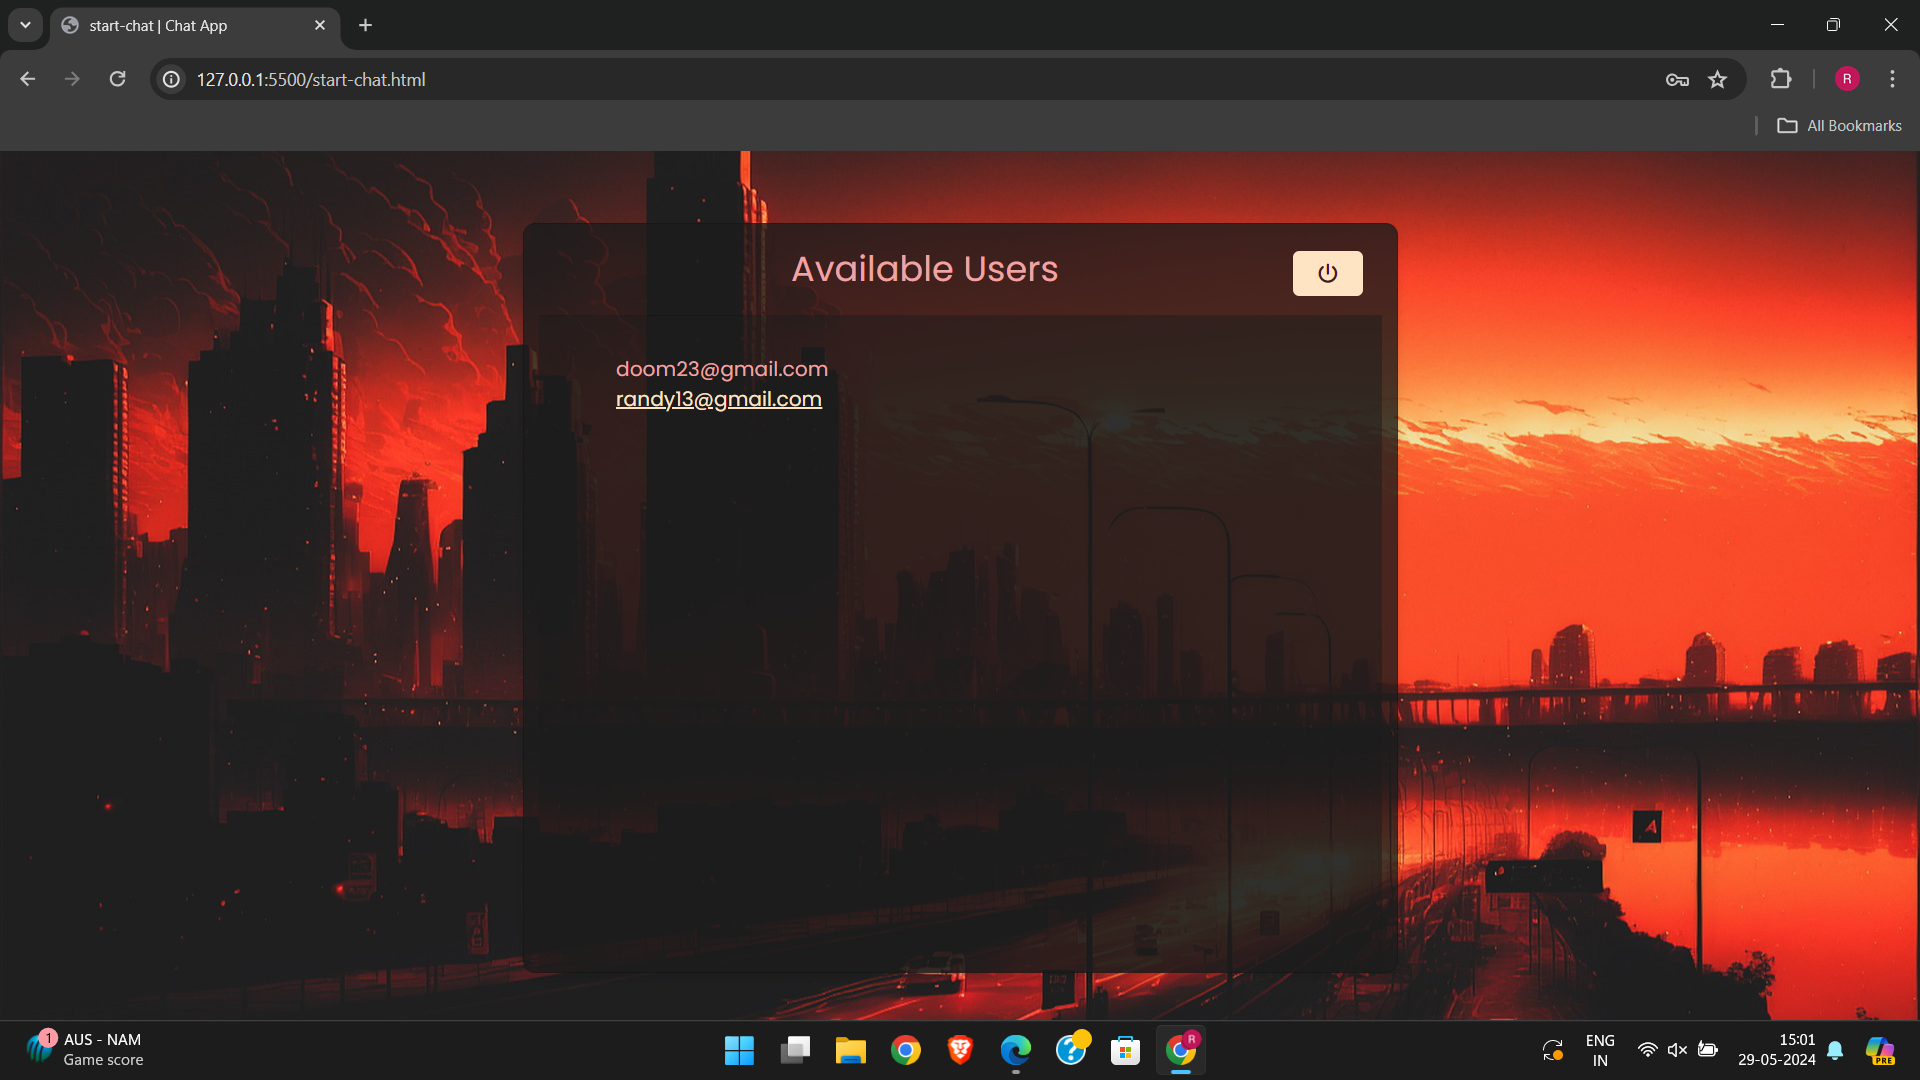 start-chat | Chat App
127.0.0.1:5500/start-chat.html
R
All Bookmarks
Available Users
doom23@gmail.com
randy13@gmail.com
1
AUS - NAM
Game score
R
ENG
IN
15:01
29-05-2024
PRE